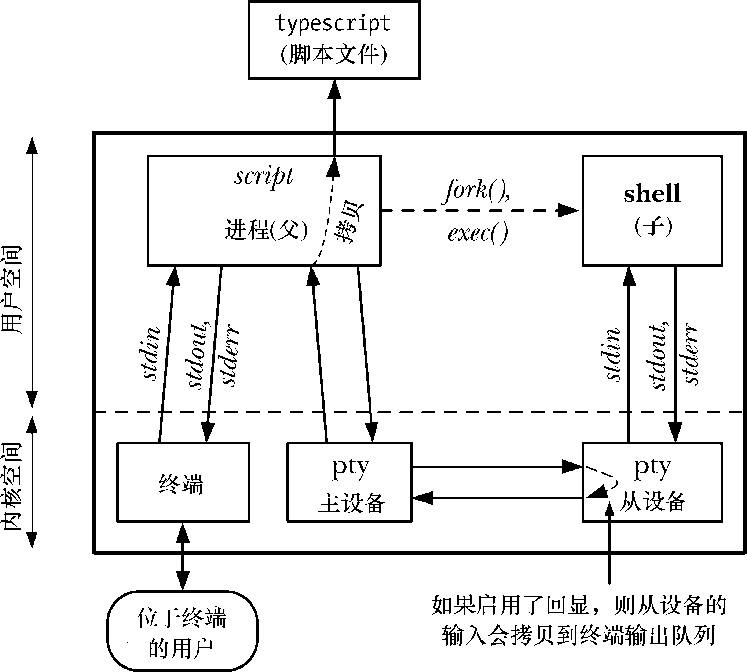 typescript
(脚本文件)
script
进程(父)
拷贝
fork(),
exec()
shell
(子)
用户空间
stdin
stdout,
stderr
stdin
stdout,
stderr
内核空间
终端
pty
主设备
pty
从设备
位于终端
的用户
如果启用了回显，则从设备的
输入会拷贝到终端输出队列